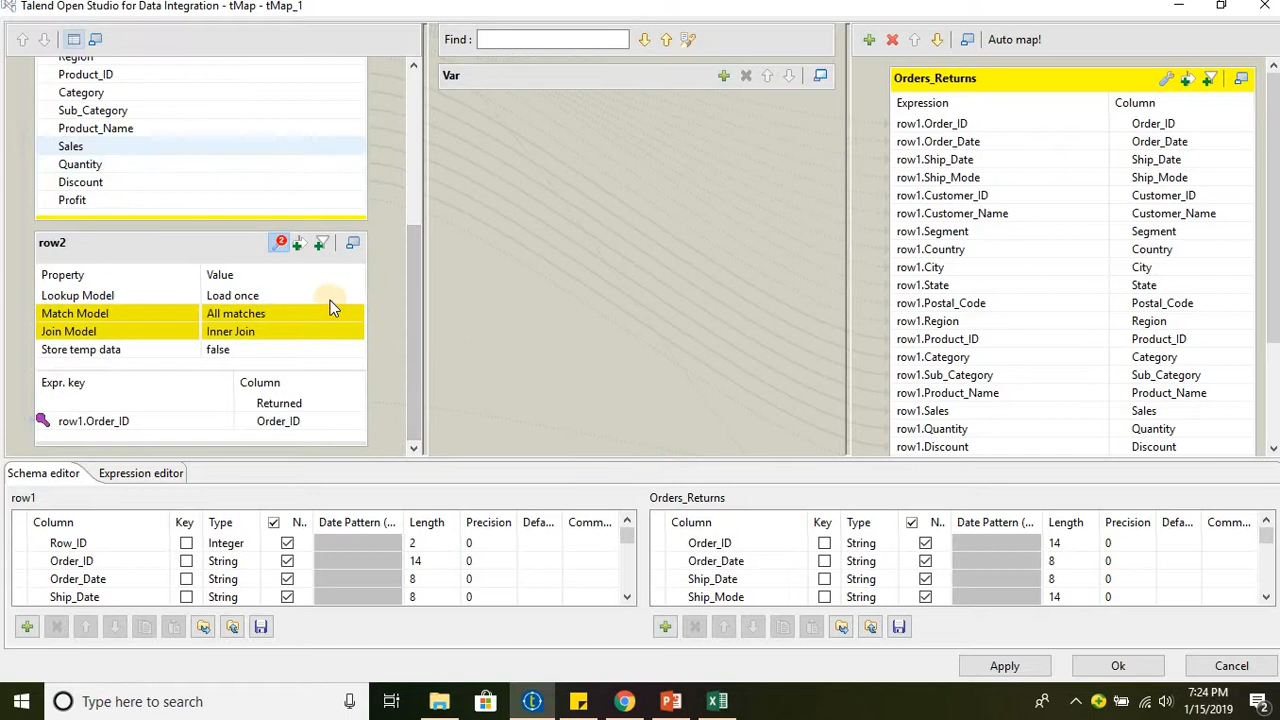 Talend Open Studio for Data Integration - tMap - tMap_1
Find :
Auto map!
Region
Product_ID
Category
Sub_Category
Product_Name
Sales
Quantity
Discount
Profit
row2
Property Value
Lookup Model Load once
Match Model All matches
Join Model Inner Join
Store temp data false
Expr. key Column
Returned
row1.Order_ID Order_ID
Var
Orders_Returns
Expression Column
row1.Order_ID Order_ID
row1.Order_Date Order_Date
row1.Ship_Date Ship_Date
row1.Ship_Mode Ship_Mode
row1.Customer_ID Customer_ID
row1.Customer_Name Customer_Name
row1.Segment Segment
row1.Country Country
row1.City City
row1.State State
row1.Postal_Code Postal_Code
row1.Region Region
row1.Product_ID Product_ID
row1.Category Category
row1.Sub_Category Sub_Category
row1.Product_Name Product_Name
row1.Sales Sales
row1.Quantity Quantity
row1.Discount Discount
Schema editor Expression editor
row1
Column Key Type N.. Date Pattern (... Length Precision Defa... Comm...
Row_ID Integer 2 0
Order_ID String 14 0
Order_Date String 8 0
Ship_Date String 8 0
Orders_Returns
Column Key Type N.. Date Pattern (... Length Precision Defa... Comm...
Order_ID String 14 0
Order_Date String 8 0
Ship_Date String 8 0
Ship_Mode String 14 0
Apply Ok Cancel
Type here to search
7:24 PM
1/15/2019
2